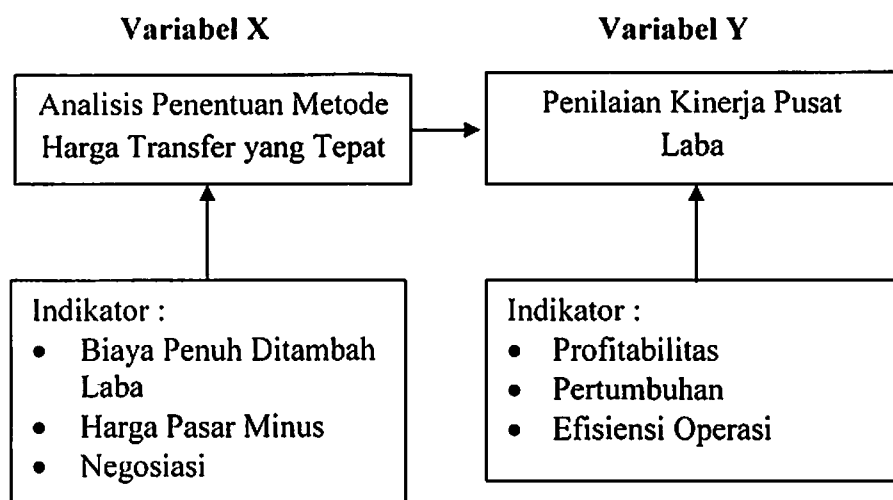 Variabel X
Variabel Y
Analisis Penentuan Metode
Harga Transfer yang Tepat
Penilaian Kinerja Pusat
Laba
Indikator :
• Biaya Penuh Ditambah
Laba
• Harga Pasar Minus
• Negosiasi
Indikator :
• Profitabilitas
• Pertumbuhan
• Efisiensi Operasi